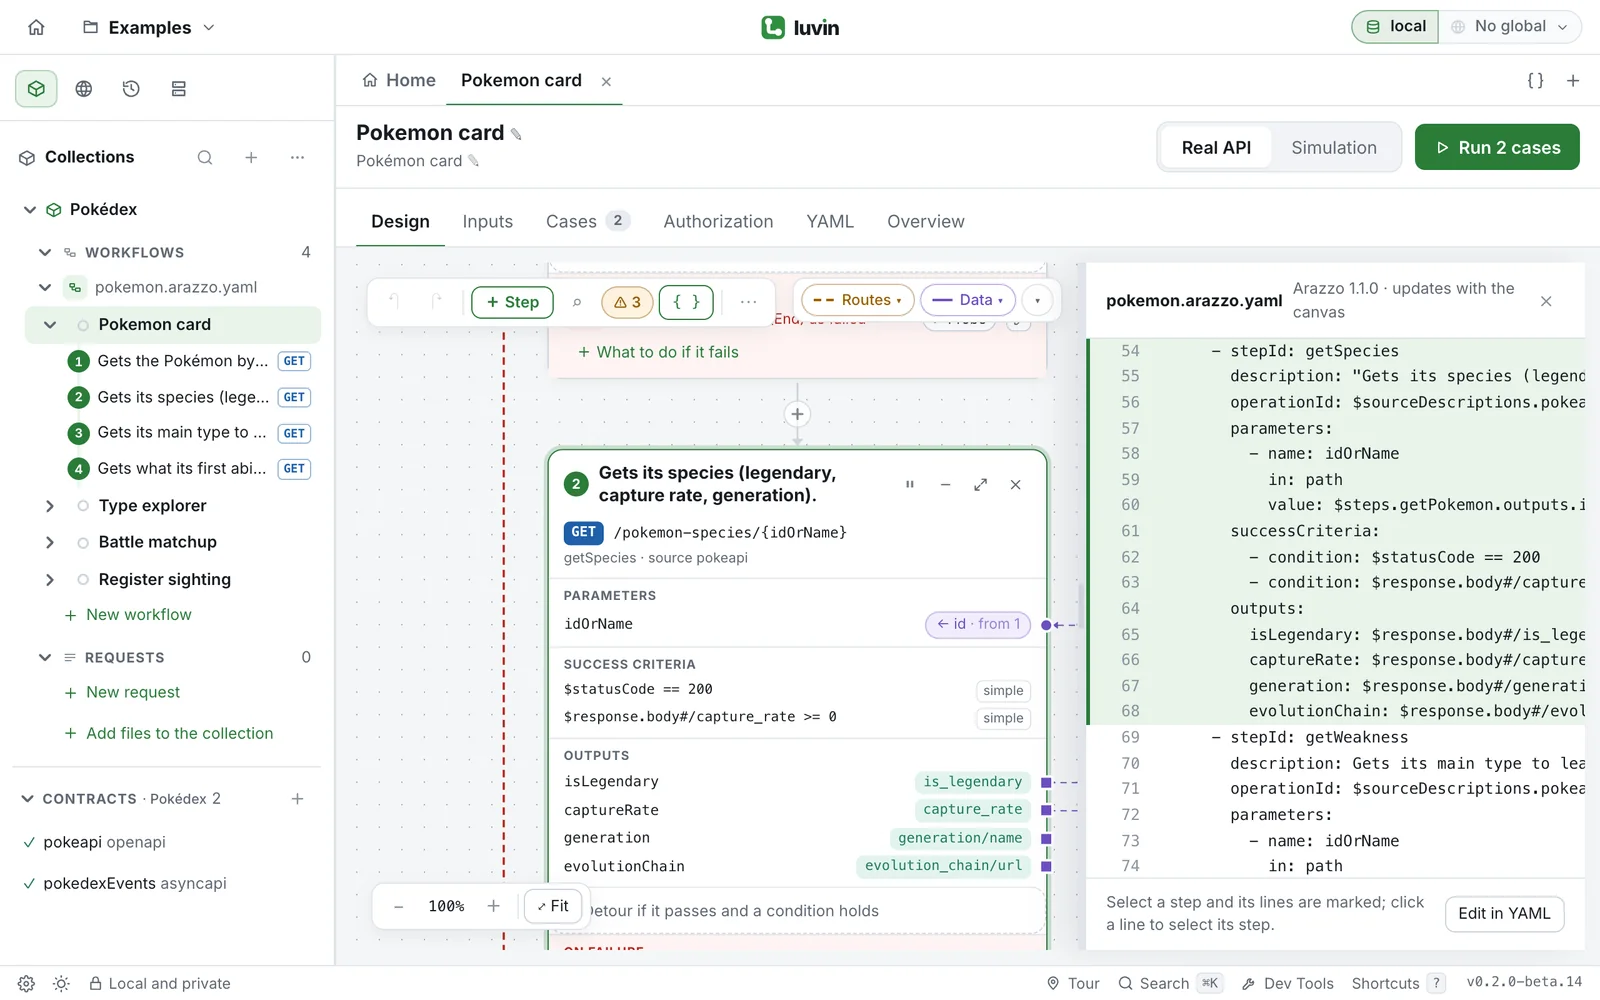 Examples
luvin
local
No global
Home
Pokemon card
{ }
Collections
Pokemon card
Pokémon card
Real API
Simulation
Run 2 cases
Pokédex
WORKFLOWS
4
pokemon.arazzo.yaml
Pokemon card
1 Gets the Pokémon by... GET
2 Gets its species (lege... GET
3 Gets its main type to ... GET
4 Gets what its first abi... GET
Type explorer
Battle matchup
Register sighting
+ New workflow
REQUESTS
0
+ New request
+ Add files to the collection
CONTRACTS · Pokédex 2
pokeapi openapi
pokedexEvents asyncapi
Design
Inputs
Cases 2
Authorization
YAML
Overview
+ Step
3
{ }
...
Routes
Data
+ What to do if it fails
2
Gets its species (legendary,
capture rate, generation).
GET /pokemon-species/{idOrName}
getSpecies · source pokeapi
PARAMETERS
idOrName
← id · from 1
SUCCESS CRITERIA
$statusCode == 200
simple
$response.body#/capture_rate >= 0
simple
OUTPUTS
isLegendary
is_legendary
captureRate
capture_rate
generation
generation/name
evolutionChain
evolution_chain/url
Detour if it passes and a condition holds
ON FAILURE
− 100% +
Fit
pokemon.arazzo.yaml
Arazzo 1.1.0 · updates with the
canvas
54 - stepId: getSpecies
55 description: "Gets its species (legend
56 operationId: $sourceDescriptions.pokea
57 parameters:
58 - name: idOrName
59 in: path
60 value: $steps.getPokemon.outputs.i
61 successCriteria:
62 - condition: $statusCode == 200
63 - condition: $response.body#/capture
64 outputs:
65 isLegendary: $response.body#/is_lege
66 captureRate: $response.body#/capture
67 generation: $response.body#/generati
68 evolutionChain: $response.body#/evol
69 - stepId: getWeakness
70 description: Gets its main type to lea
71 operationId: $sourceDescriptions.pokea
72 parameters:
73 - name: idOrName
74 in: path
Select a step and its lines are marked; click
a line to select its step.
Edit in YAML
Local and private
Tour
Search ⌘K
Dev Tools
Shortcuts ?
v0.2.0-beta.14